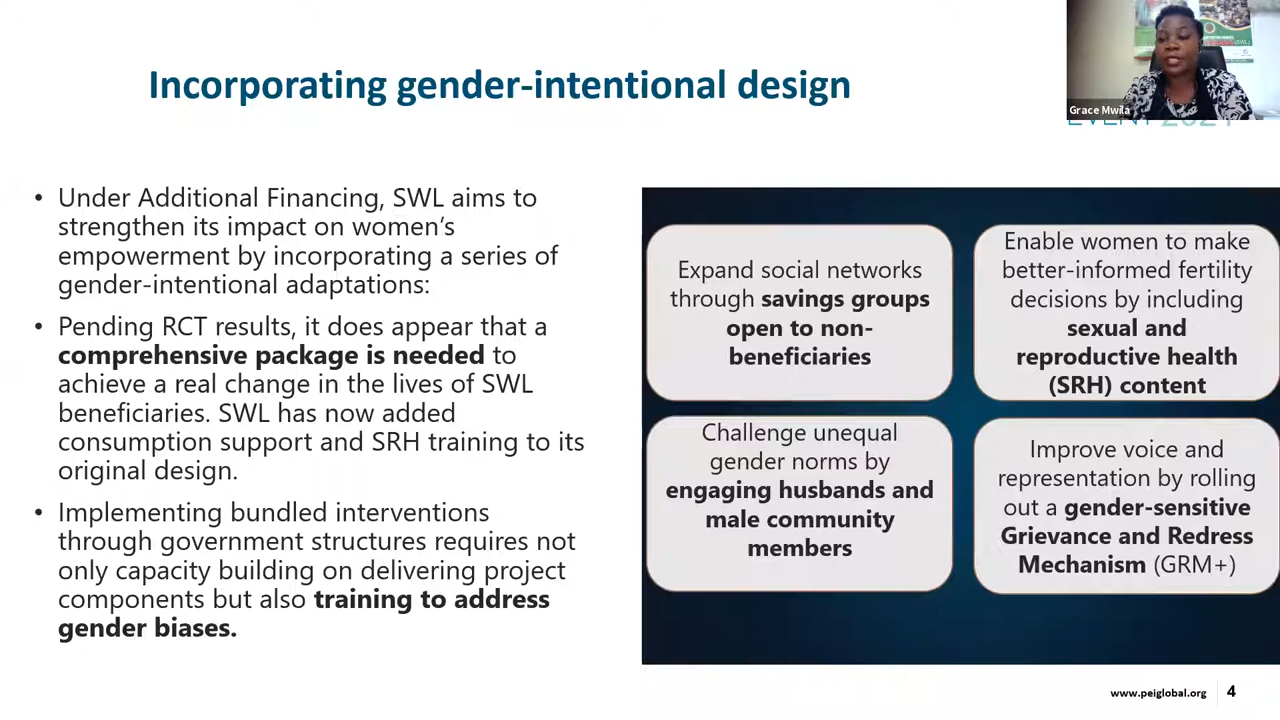 Incorporating gender-intentional design
Grace Mwila
• Under Additional Financing, SWL aims to
strengthen its impact on women’s
empowerment by incorporating a series of
gender-intentional adaptations:
• Pending RCT results, it does appear that a
comprehensive package is needed to
achieve a real change in the lives of SWL
beneficiaries. SWL has now added
consumption support and SRH training to its
original design.
• Implementing bundled interventions
through government structures requires not
only capacity building on delivering project
components but also training to address
gender biases.
Expand social networks
through savings groups
open to non-
beneficiaries
Enable women to make
better-informed fertility
decisions by including
sexual and
reproductive health
(SRH) content
Challenge unequal
gender norms by
engaging husbands and
male community
members
Improve voice and
representation by rolling
out a gender-sensitive
Grievance and Redress
Mechanism (GRM+)
www.peiglobal.org
4